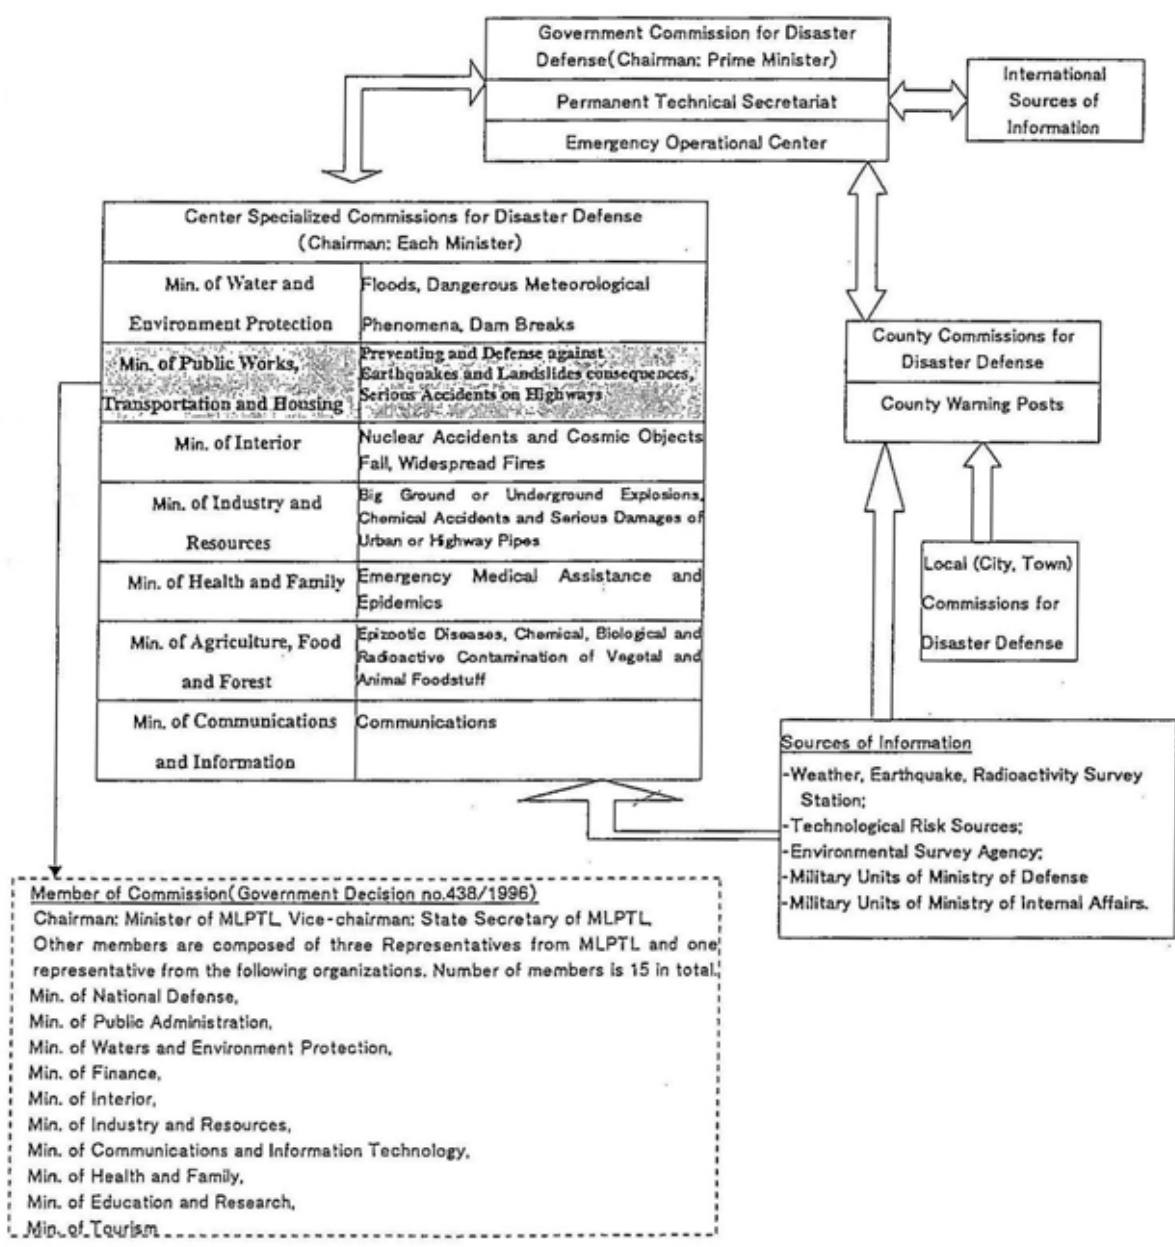 Government Commission for Disaster
Defense(Chairman: Prime Minister)
Permanent Technical Secretariat
Emergency Operational Center
International
Sources of
Information
Center Specialized Commissions for Disaster Defense
(Chairman: Each Minister)
Min. of Water and
Environment Protection
Floods, Dangerous Meteorological
Phenomena, Dam Breaks
Min. of Public Works,
Transportation and Housing
Preventing and Defense against
Earthquakes and Landslides consequences,
Serious Accidents on Highways
Min. of Interior
Nuclear Accidents and Cosmic Objects
Fall, Widespread Fires
Min. of Industry and
Resources
Big Ground or Underground Explosions,
Chemical Accidents and Serious Damages of
Urban or Highway Pipes
Min. of Health and Family
Emergency Medical Assistance and
Epidemics
Min. of Agriculture, Food
and Forest
Epizootic Diseases, Chemical, Biological and
Radioactive Contamination of Vegetal and
Animal Foodstuff
Min. of Communications
and Information
Communications
County Commissions for
Disaster Defense
County Warning Posts
Local (City, Town)
Commissions for
Disaster Defense
Sources of Information
-Weather, Earthquake, Radioactivity Survey
Station;
-Technological Risk Sources;
-Environmental Survey Agency;
-Military Units of Ministry of Defense
-Military Units of Ministry of Internal Affairs.
Member of Commission(Government Decision no.438/1996)
Chairman: Minister of MLPTL, Vice-chairman: State Secretary of MLPTL
Other members are composed of three Representatives from MLPTL and one
representative from the following organizations. Number of members is 15 in total.
Min. of National Defense,
Min. of Public Administration,
Min. of Waters and Environment Protection,
Min. of Finance,
Min. of Interior,
Min. of Industry and Resources,
Min. of Communications and Information Technology,
Min. of Health and Family,
Min. of Education and Research,
Min. of Tourism